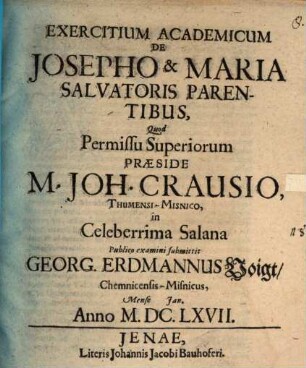 EXERCITIUM ACADEMICUM
DE
JOSEPHO & MARIA
SALVATORIS PAREN-
TIBUS,
Quod
Permissu Superiorum
PRÆSIDE
M. JOH. CRAUSIO,
THUMENSI-MISNICO,
in
Celeberrima Salana
Publico examini submittit
GEORG. ERDMANNUS Voigt/
Chemnicensis-Misnicus,
Mense Jan.
Anno M. DC. LXVII.
JENAE,
Literis Johannis Jacobi Bauhoferi.